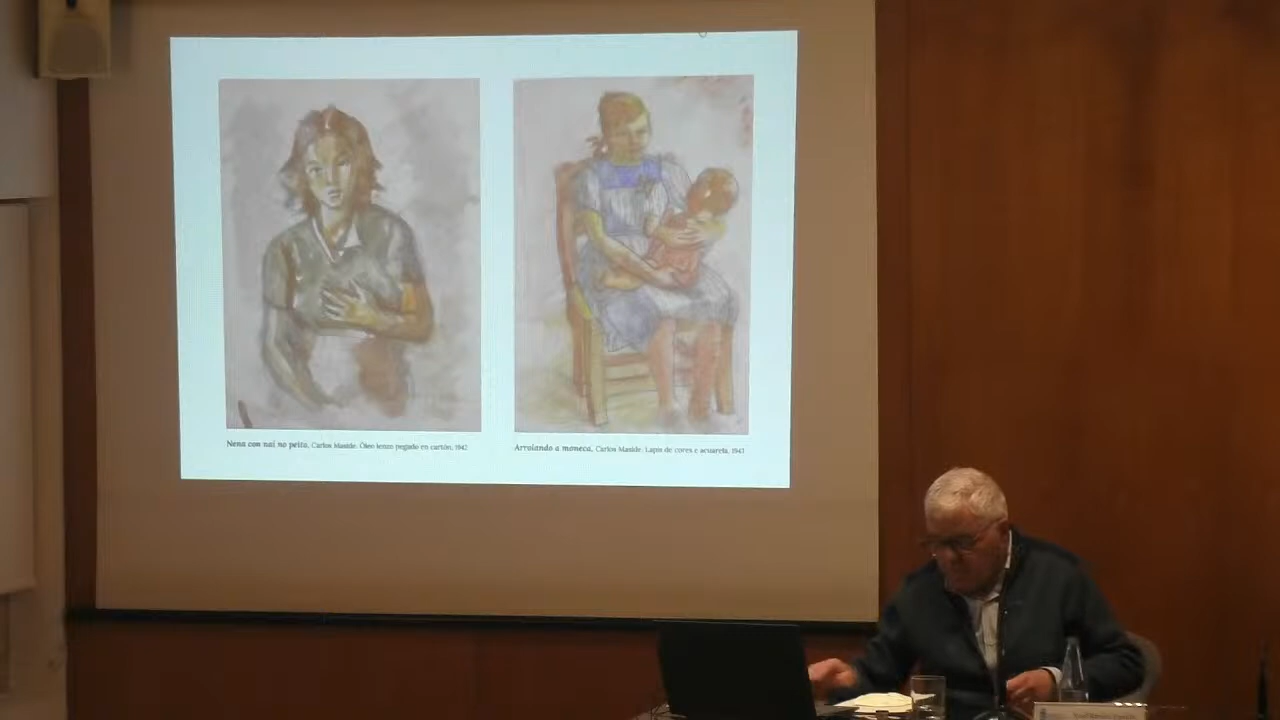 Nena con nai no peito, Carlos Maside. Óleo lenzo pegado en cartón, 1942
Arrolando a moneca, Carlos Maside. Lapis de cores e acuarela, 1943